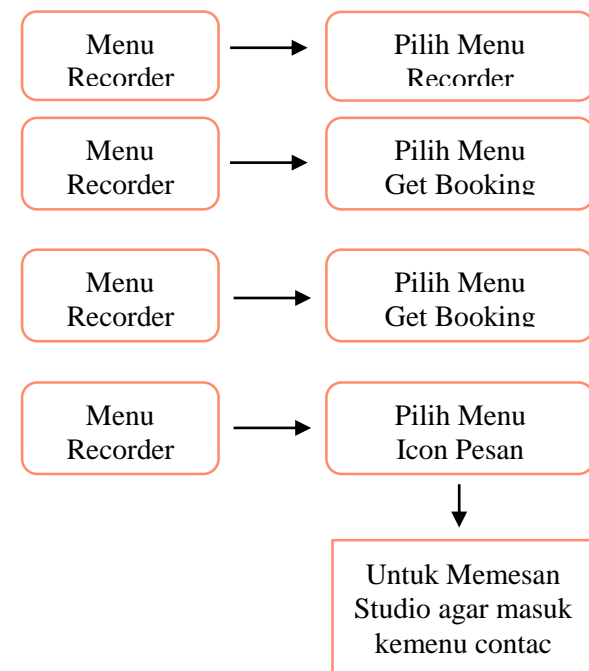 Menu
Recorder
Pilih Menu
Recorder
Menu
Recorder
Pilih Menu
Get Booking
Menu
Recorder
Pilih Menu
Get Booking
Menu
Recorder
Pilih Menu
Icon Pesan
Untuk Memesan
Studio agar masuk
kemenu contac